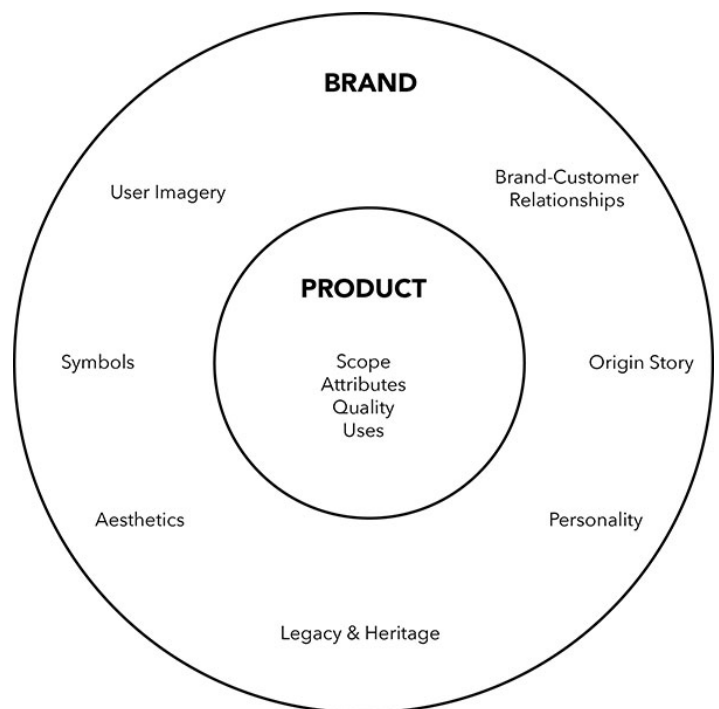 BRAND
User Imagery
Brand-Customer
Relationships
PRODUCT
Scope
Attributes
Quality
Uses
Symbols
Origin Story
Aesthetics
Personality
Legacy & Heritage